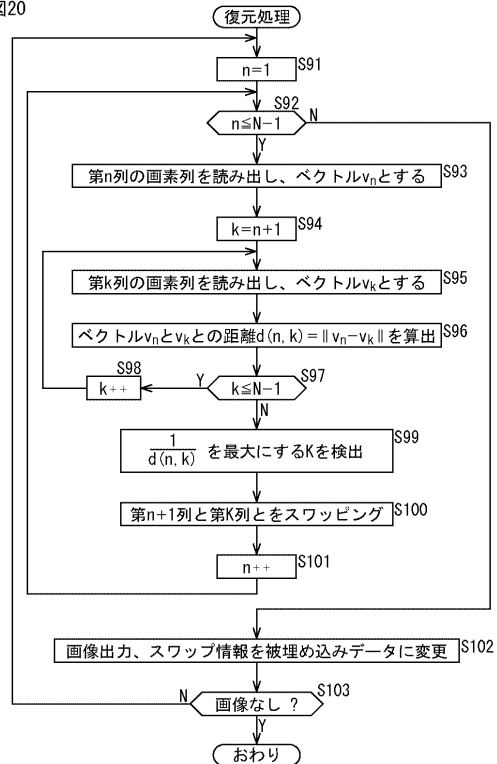 図20
復元処理
n=1 S91
S92
n≦N-1 N
Y
第n列の画素列を読み出し、ベクトルvnとする S93
k=n+1 S94
第k列の画素列を読み出し、ベクトルvkとする S95
ベクトルvnとvkとの距離d(n,k)=‖vn-vk‖を算出 S96
S98
k++ Y k≦N-1 S97
N
1/d(n,k) を最大にするKを検出 S99
第n+1列と第K列とをスワッピング S100
n++ S101
画像出力、スワップ情報を被埋め込みデータに変更 S102
N 画像なし ? S103
Y
おわり